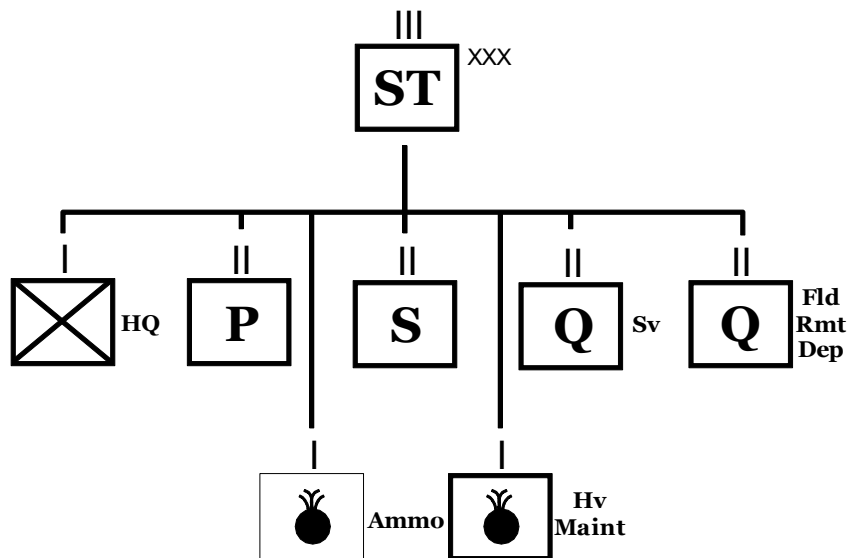 III
XXX
ST
I
II
II
II
II
HQ
P
S
Q
Sv
Q
Fld
Rmt
Dep
I
I
Ammo
Hv
Maint